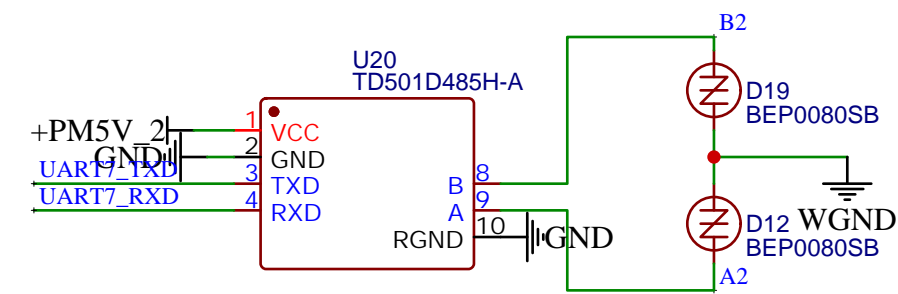 B2
U20
TD501D485H-A
D19
BEP0080SB
+PM5V_2
1
VCC
GND
2
GND
UART7_TXD
3
TXD
B
8
UART7_RXD
4
RXD
A
9
RGND
10
GND
D12
BEP0080SB
WGND
A2